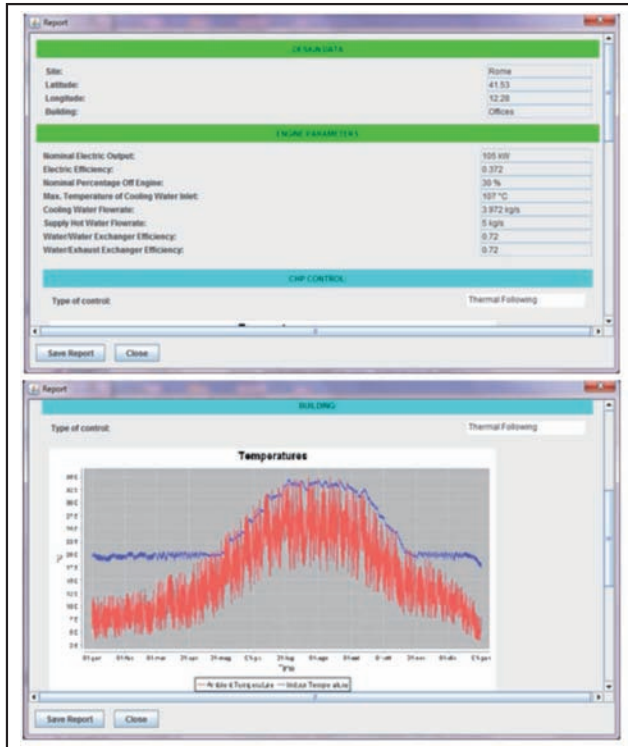 Report
DESIGN DATA
Site: Rome
Latitude: 41.53
Longitude: 12.28
Building: Offices
ENGINE PARAMETERS
Nominal Electric Output: 105 kW
Electric Efficiency: 0.372
Nominal Percentage Off Engine: 30 %
Max. Temperature of Cooling Water Inlet: 107 °C
Cooling Water Flowrate: 3.972 kg/s
Supply Hot Water Flowrate: 5 kg/s
Water/Water Exchanger Efficiency: 0.72
Water/Exhaust Exchanger Efficiency: 0.72
CHP CONTROL:
Type of control: Thermal Following
Save Report Close
Report
BUILDING:
Type of control: Thermal Following
Temperatures
Ambient Temperature Indoor Temperature
Save Report Close